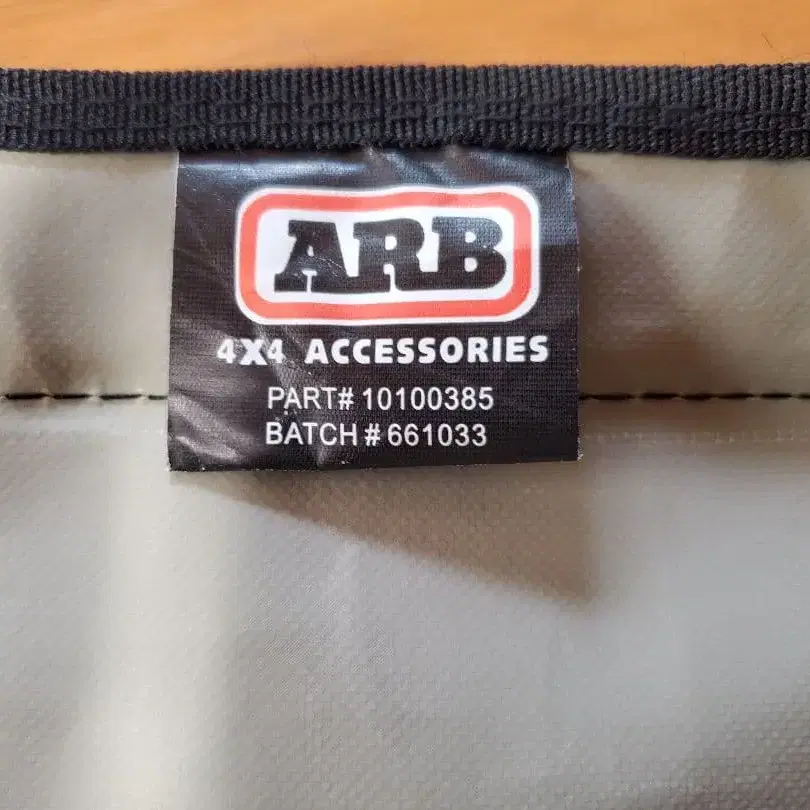 ARB
4X4 ACCESSORIES
PART# 10100385
BATCH # 661033